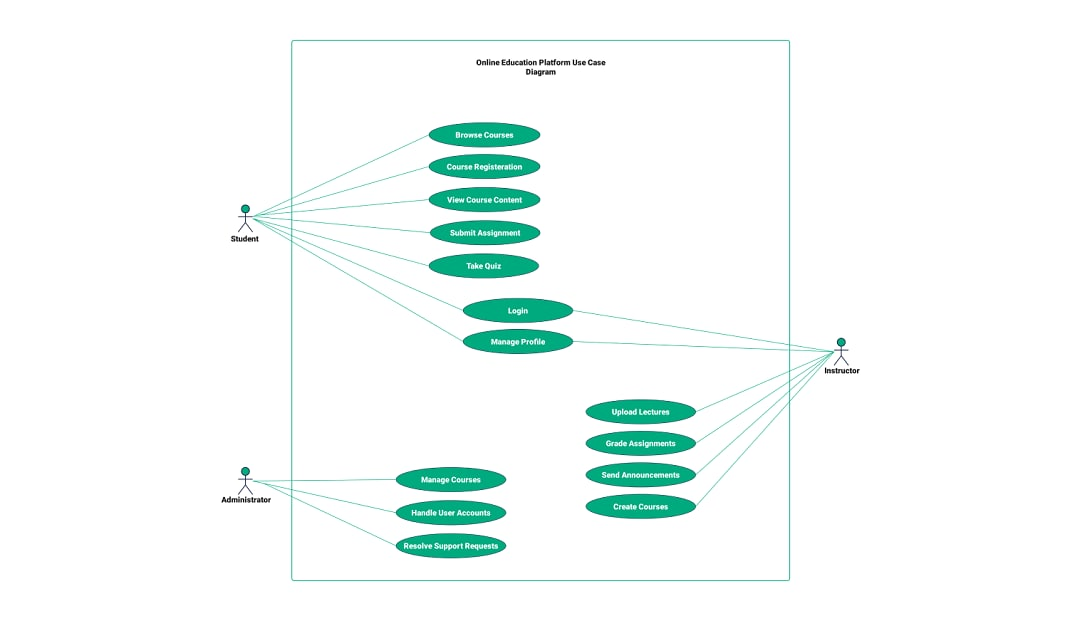 Online Education Platform Use Case
Diagram
Browse Courses
Course Registeration
View Course Content
Submit Assignment
Take Quiz
Student
Login
Manage Profile
Instructor
Upload Lectures
Grade Assignments
Send Announcements
Create Courses
Administrator
Manage Courses
Handle User Accounts
Resolve Support Requests